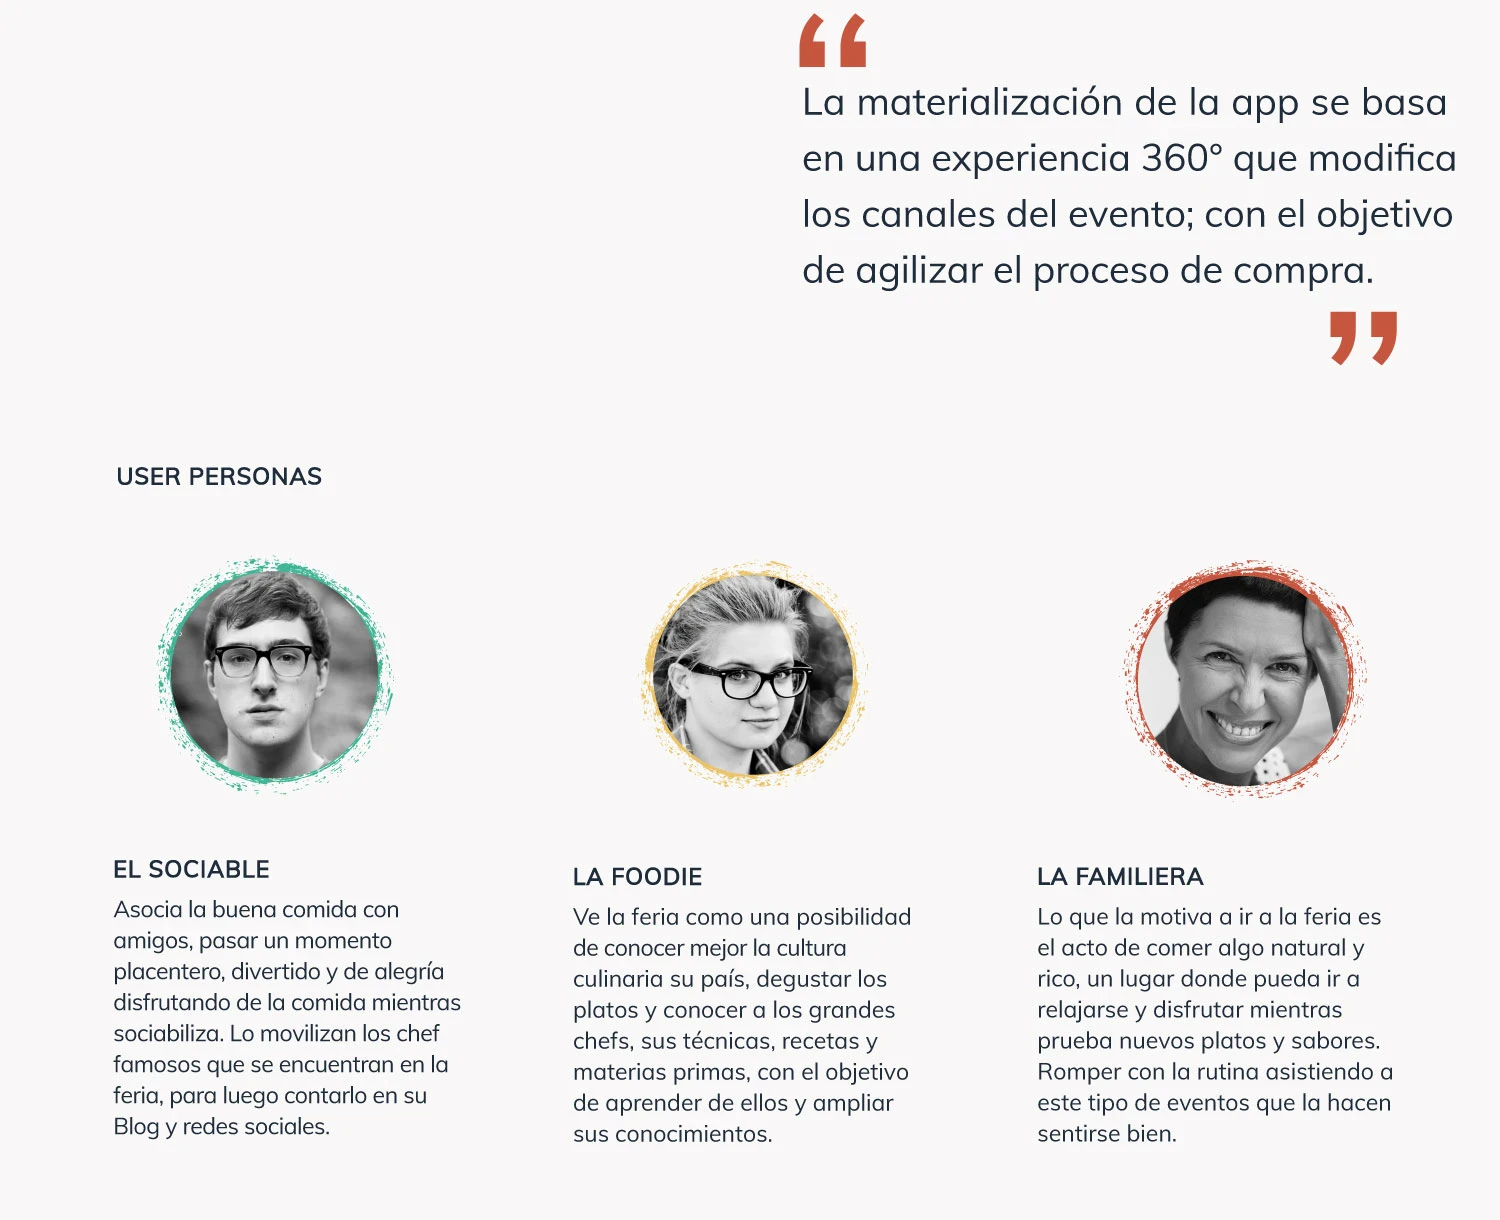 “
La materialización de la app se basa
en una experiencia 360° que modifica
los canales del evento; con el objetivo
de agilizar el proceso de compra.
”
USER PERSONAS
EL SOCIABLE
Asocia la buena comida con
amigos, pasar un momento
placentero, divertido y de alegría
disfrutando de la comida mientras
sociabiliza. Lo movilizan los chef
famosos que se encuentran en la
feria, para luego contarlo en su
Blog y redes sociales.
LA FOODIE
Ve la feria como una posibilidad
de conocer mejor la cultura
culinaria su país, degustar los
platos y conocer a los grandes
chefs, sus técnicas, recetas y
materias primas, con el objetivo
de aprender de ellos y ampliar
sus conocimientos.
LA FAMILIERA
Lo que la motiva a ir a la feria es
el acto de comer algo natural y
rico, un lugar donde pueda ir a
relajarse y disfrutar mientras
prueba nuevos platos y sabores.
Romper con la rutina asistiendo a
este tipo de eventos que la hacen
sentirse bien.